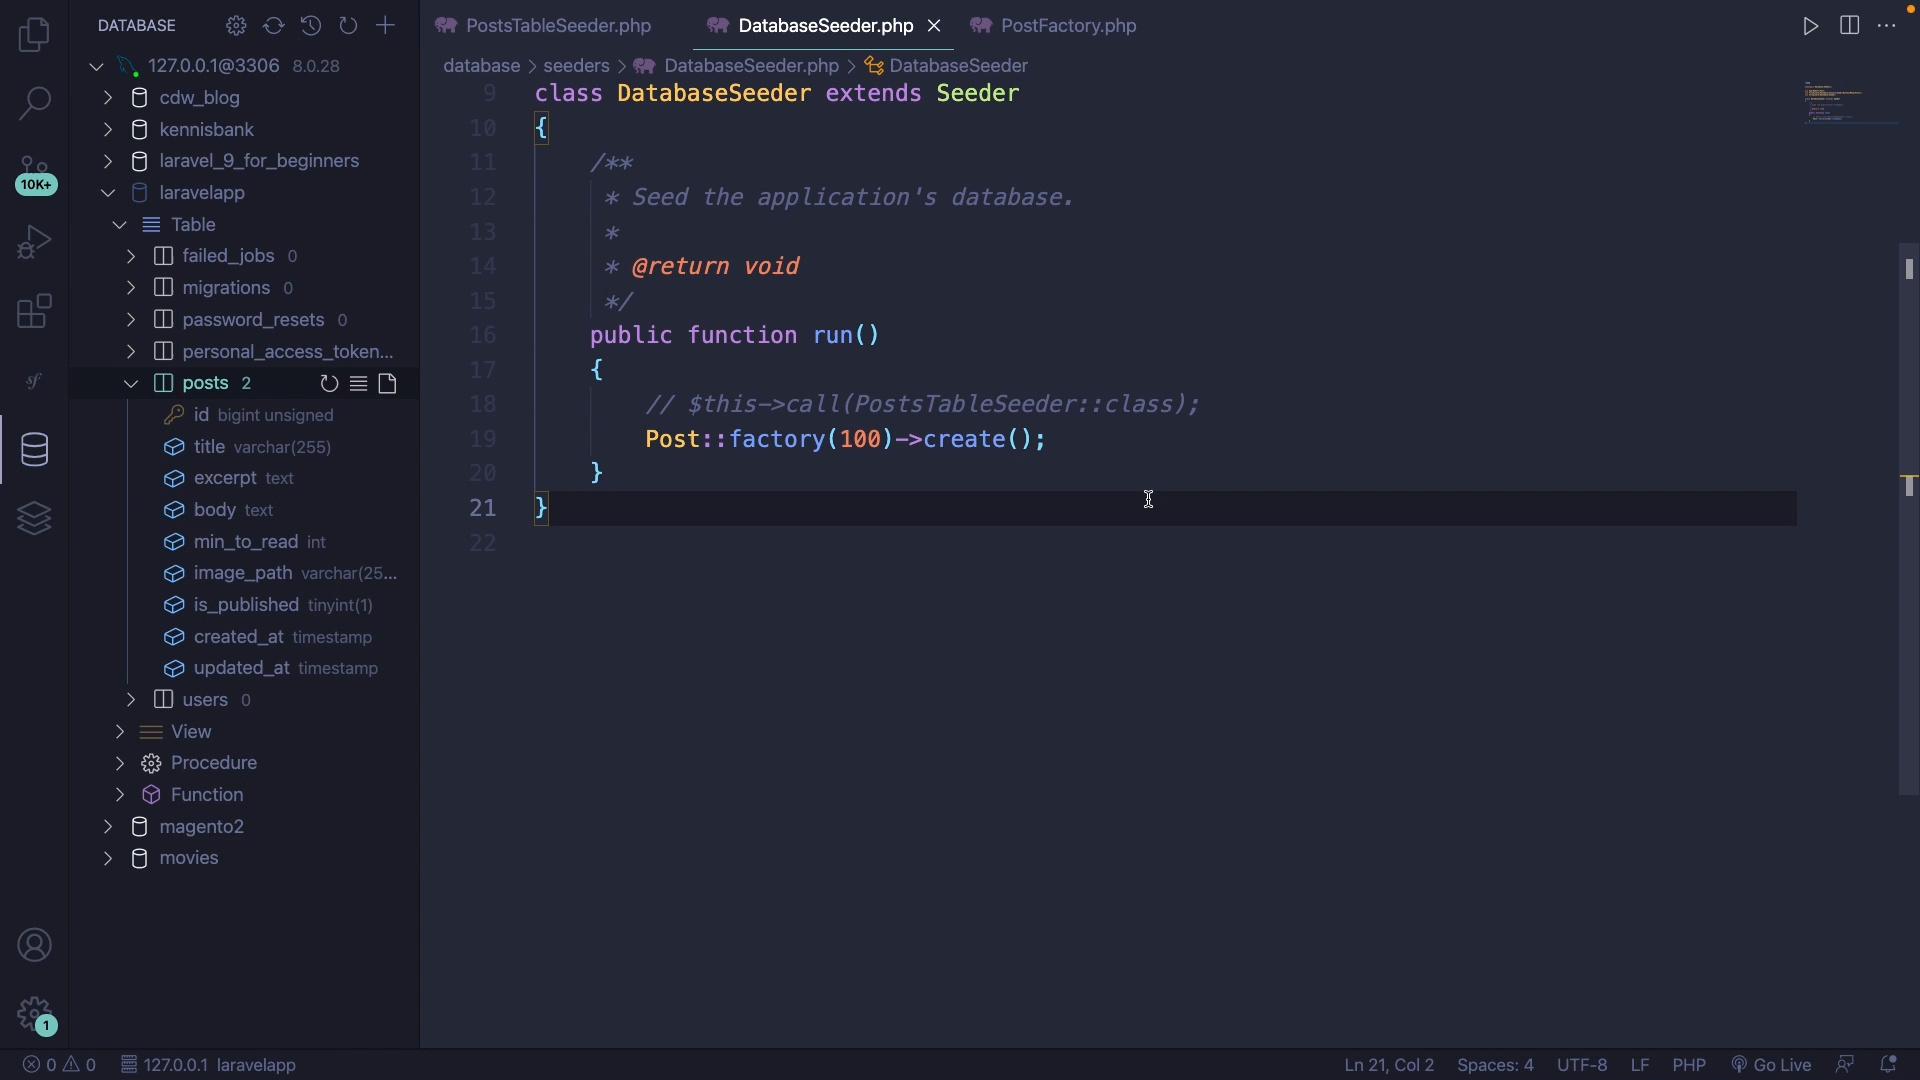 DATABASE
127.0.0.1@3306 8.0.28
cdw_blog
kennisbank
laravel_9_for_beginners
laravelapp
Table
failed_jobs 0
migrations 0
password_resets 0
personal_access_token...
posts 2
id bigint unsigned
title varchar(255)
excerpt text
body text
min_to_read int
image_path varchar(25...
is_published tinyint(1)
created_at timestamp
updated_at timestamp
users 0
View
Procedure
Function
magento2
movies
10K+
sf
1
PostsTableSeeder.php
DatabaseSeeder.php
PostFactory.php
database > seeders > DatabaseSeeder.php > DatabaseSeeder
9 class DatabaseSeeder extends Seeder
10 {
11 /**
12 * Seed the application's database.
13 *
14 * @return void
15 */
16 public function run()
17 {
18 // $this->call(PostsTableSeeder::class);
19 Post::factory(100)->create();
20 }
21 }
22
0 0 127.0.0.1 laravelapp
Ln 21, Col 2 Spaces: 4 UTF-8 LF PHP Go Live